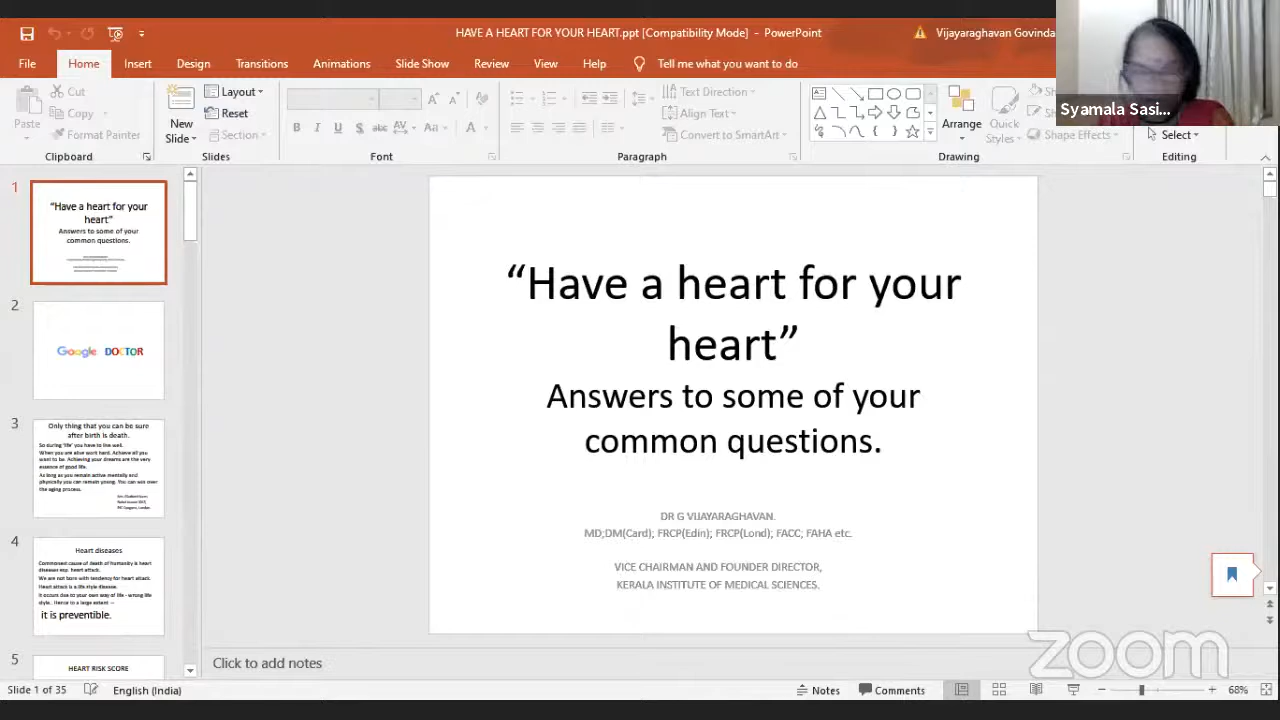 HAVE A HEART FOR YOUR HEART.ppt [Compatibility Mode] - PowerPoint
Vijayaraghavan Govinda
File Home Insert Design Transitions Animations Slide Show Review View Help Tell me what you want to do
Syamala Sasi...
Paste
Cut
Copy
Format Painter
Clipboard
New
Slide
Layout
Reset
Section
Slides
B I U S abc AV Aa A
Font
Paragraph
Text Direction
Align Text
Convert to SmartArt
Arrange
Quick
Styles
Sh
Sh
Shape Effects
Drawing
Select
Editing
1
“Have a heart for your
heart”
Answers to some of your
common questions.
2
Google DOCTOR
3
Only thing that you can be sure
after birth is death.
So during 'life' you have to live well.
When you are alive work hard. Achieve all you
want to be. Achieving your dreams are the very
essence of good life.
As long as you remain active mentally and
physically you can remain young. You can win over
the aging process.
4
Heart diseases
Commonest cause of death of humanity is heart
diseases esp heart attack.
We are not born with tendency for heart attack.
Heart attack is a life style disease.
It occurs due to your own way of life - wrong life
style.. Hence to a large extent —
it is preventible.
5
HEART RISK SCORE
“Have a heart for your
heart”
Answers to some of your
common questions.
DR G VIJAYARAGHAVAN.
MD;DM(Card); FRCP(Edin); FRCP(Lond); FACC; FAHA etc.
VICE CHAIRMAN AND FOUNDER DIRECTOR,
KERALA INSTITUTE OF MEDICAL SCIENCES.
Click to add notes
zoom
Slide 1 of 35 English (India) Notes Comments 68%